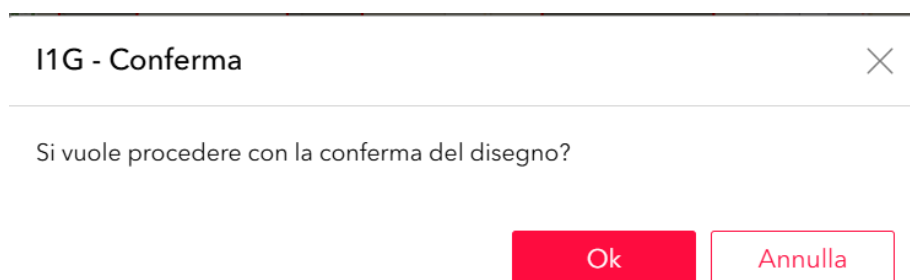 I1G - Conferma
Si vuole procedere con la conferma del disegno?
Ok Annulla